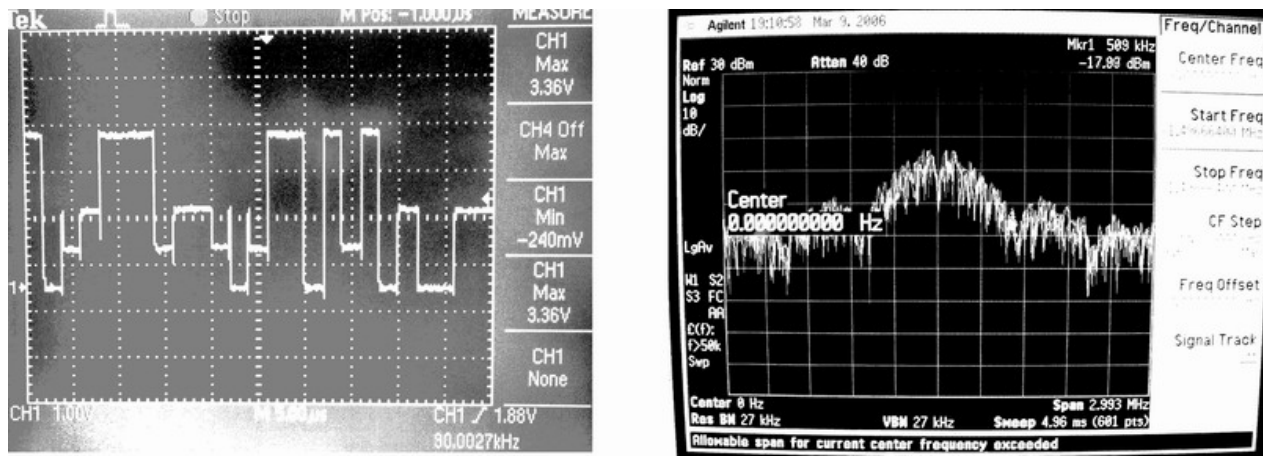 Tek
Stop
M Pos: -1.000µs
MEASURE
CH1
Max
3.36V
CH4 Off
Max
CH1
Min
-240mV
CH1
Max
3.36V
CH1
None
1
CH1 1.00V
M 5.00µs
CH1 / 1.88V
80.0027kHz
Agilent 19:10:58 Mar 9, 2006
Freq/Channel
Mkr1 509 kHz
Ref 30 dBm
Atten 40 dB
-17.99 dBm
Norm
Log
10
dB/
Center
0.000000000 Hz
LgAv
W1 S2
S3 FC
AA
£(f):
f>50k
Swp
Center 0 Hz
Span 2.993 MHz
Res BW 27 kHz
VBW 27 kHz
Sweep 4.96 ms (601 pts)
Allowable span for current center frequency exceeded
Center Freq
Start Freq
Stop Freq
CF Step
Freq Offset
Signal Track